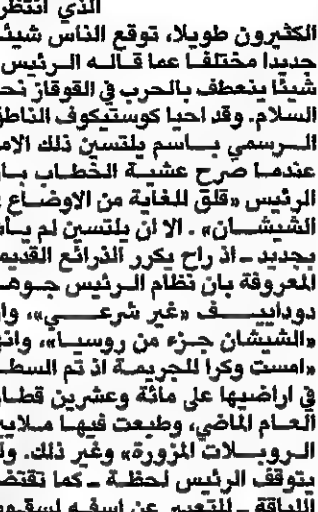 الذي انتظر
الكثيرون طويلا، توقع الناس شيئا
جديدا مختلفا عما قاله الرئيس
شيئا ينعطف بالحرب في القوقاز نحو
السلام. وقد احيا كوستيكوف الناطق
الرسمي باسم يلتسين ذلك الامل
عندما صرح عشية الخطاب بان
الرئيس «قلق للغاية من الاوضاع
الشيشان» . الا ان يلتسين لم يأت
بجديد ـ اذ راح يكرر الذرائع القديمة
المعروفة بان نظام الرئيس جوهر
دوداييف «غير شرعي»، وان
«الشيشان جزء من روسيا»، وانها
«امست وكرا للجريمة اذ تم السطو
في اراضيها على مائة وعشرين قطارا
العام الماضي، وطبعت فيها ملايين
الروبلات المزورة» وغير ذلك. ولم
يتوقف الرئيس لحظة ـ كما تقتضي
اللياقة ـ للتعبير عن اسفه لسقوط